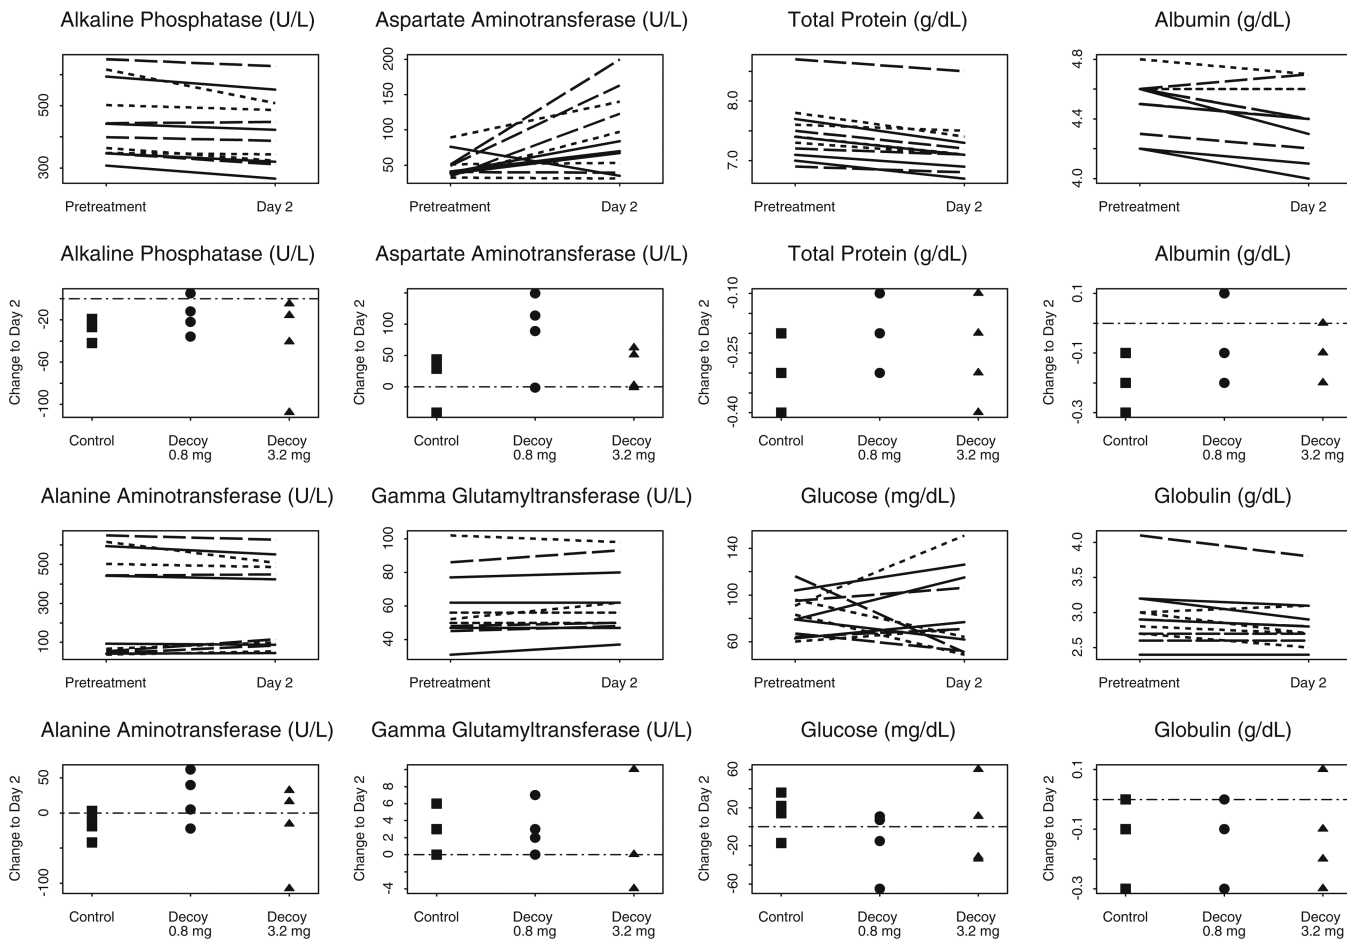 Alkaline Phosphatase (U/L)
Aspartate Aminotransferase (U/L)
Total Protein (g/dL)
Albumin (g/dL)
500
300
200
150
100
50
8.0
7.0
4.8
4.4
4.0
Pretreatment
Day 2
Pretreatment
Day 2
Pretreatment
Day 2
Pretreatment
Day 2
Alkaline Phosphatase (U/L)
Aspartate Aminotransferase (U/L)
Total Protein (g/dL)
Albumin (g/dL)
Change to Day 2
-20
-60
-100
Change to Day 2
100
50
0
Change to Day 2
-0.10
-0.25
-0.40
Change to Day 2
0.1
-0.1
-0.3
Control
Decoy
0.8 mg
Decoy
3.2 mg
Control
Decoy
0.8 mg
Decoy
3.2 mg
Control
Decoy
0.8 mg
Decoy
3.2 mg
Control
Decoy
0.8 mg
Decoy
3.2 mg
Alanine Aminotransferase (U/L)
Gamma Glutamyltransferase (U/L)
Glucose (mg/dL)
Globulin (g/dL)
500
300
100
100
80
60
40
140
100
60
4.0
3.5
3.0
2.5
Pretreatment
Day 2
Pretreatment
Day 2
Pretreatment
Day 2
Pretreatment
Day 2
Alanine Aminotransferase (U/L)
Gamma Glutamyltransferase (U/L)
Glucose (mg/dL)
Globulin (g/dL)
Change to Day 2
50
0
-100
Change to Day 2
8
6
4
2
0
-4
Change to Day 2
60
20
-20
-60
Change to Day 2
0.1
-0.1
-0.3
Control
Decoy
0.8 mg
Decoy
3.2 mg
Control
Decoy
0.8 mg
Decoy
3.2 mg
Control
Decoy
0.8 mg
Decoy
3.2 mg
Control
Decoy
0.8 mg
Decoy
3.2 mg